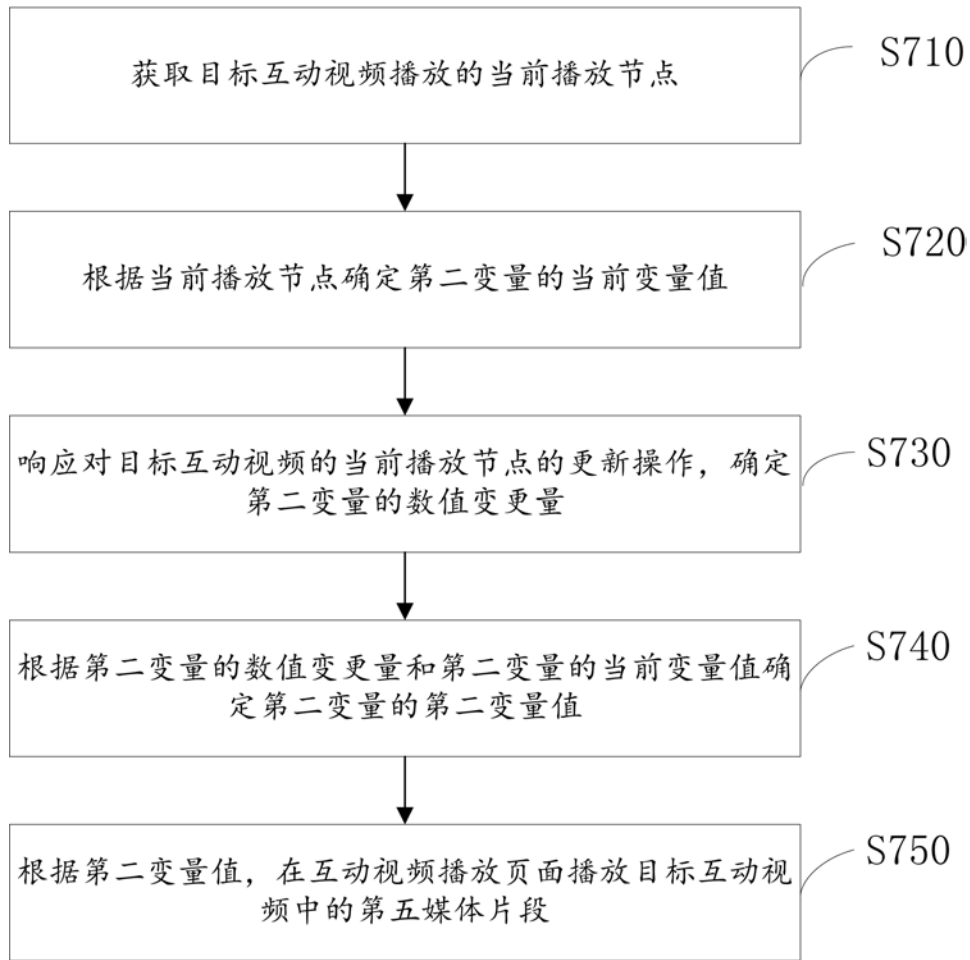 获取目标互动视频播放的当前播放节点
S710
根据当前播放节点确定第二变量的当前变量值
S720
响应对目标互动视频的当前播放节点的更新操作，确定
第二变量的数值变更量
S730
根据第二变量的数值变更量和第二变量的当前变量值确
定第二变量的第二变量值
S740
根据第二变量值，在互动视频播放页面播放目标互动视
频中的第五媒体片段
S750